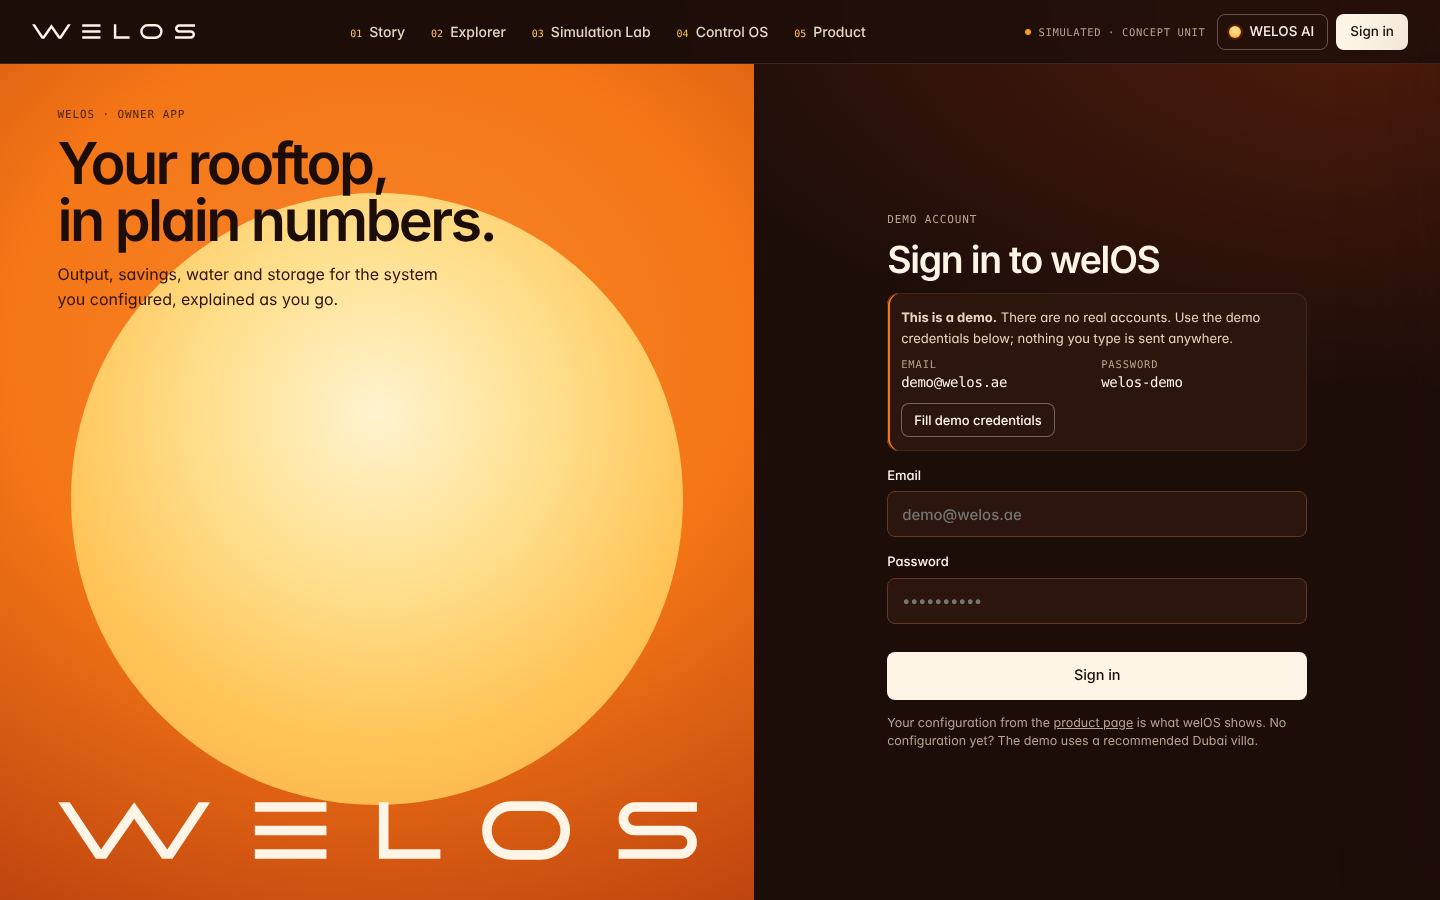 WELOS
01 Story
02 Explorer
03 Simulation Lab
04 Control OS
05 Product
SIMULATED · CONCEPT UNIT
WELOS AI
Sign in
WELOS · OWNER APP
Your rooftop,
in plain numbers.
Output, savings, water and storage for the system
you configured, explained as you go.
WELOS
DEMO ACCOUNT
Sign in to welOS
This is a demo. There are no real accounts. Use the demo
credentials below; nothing you type is sent anywhere.
EMAIL
demo@welos.ae
PASSWORD
welos-demo
Fill demo credentials
Email
demo@welos.ae
Password
••••••••••
Sign in
Your configuration from the product page is what welOS shows. No
configuration yet? The demo uses a recommended Dubai villa.